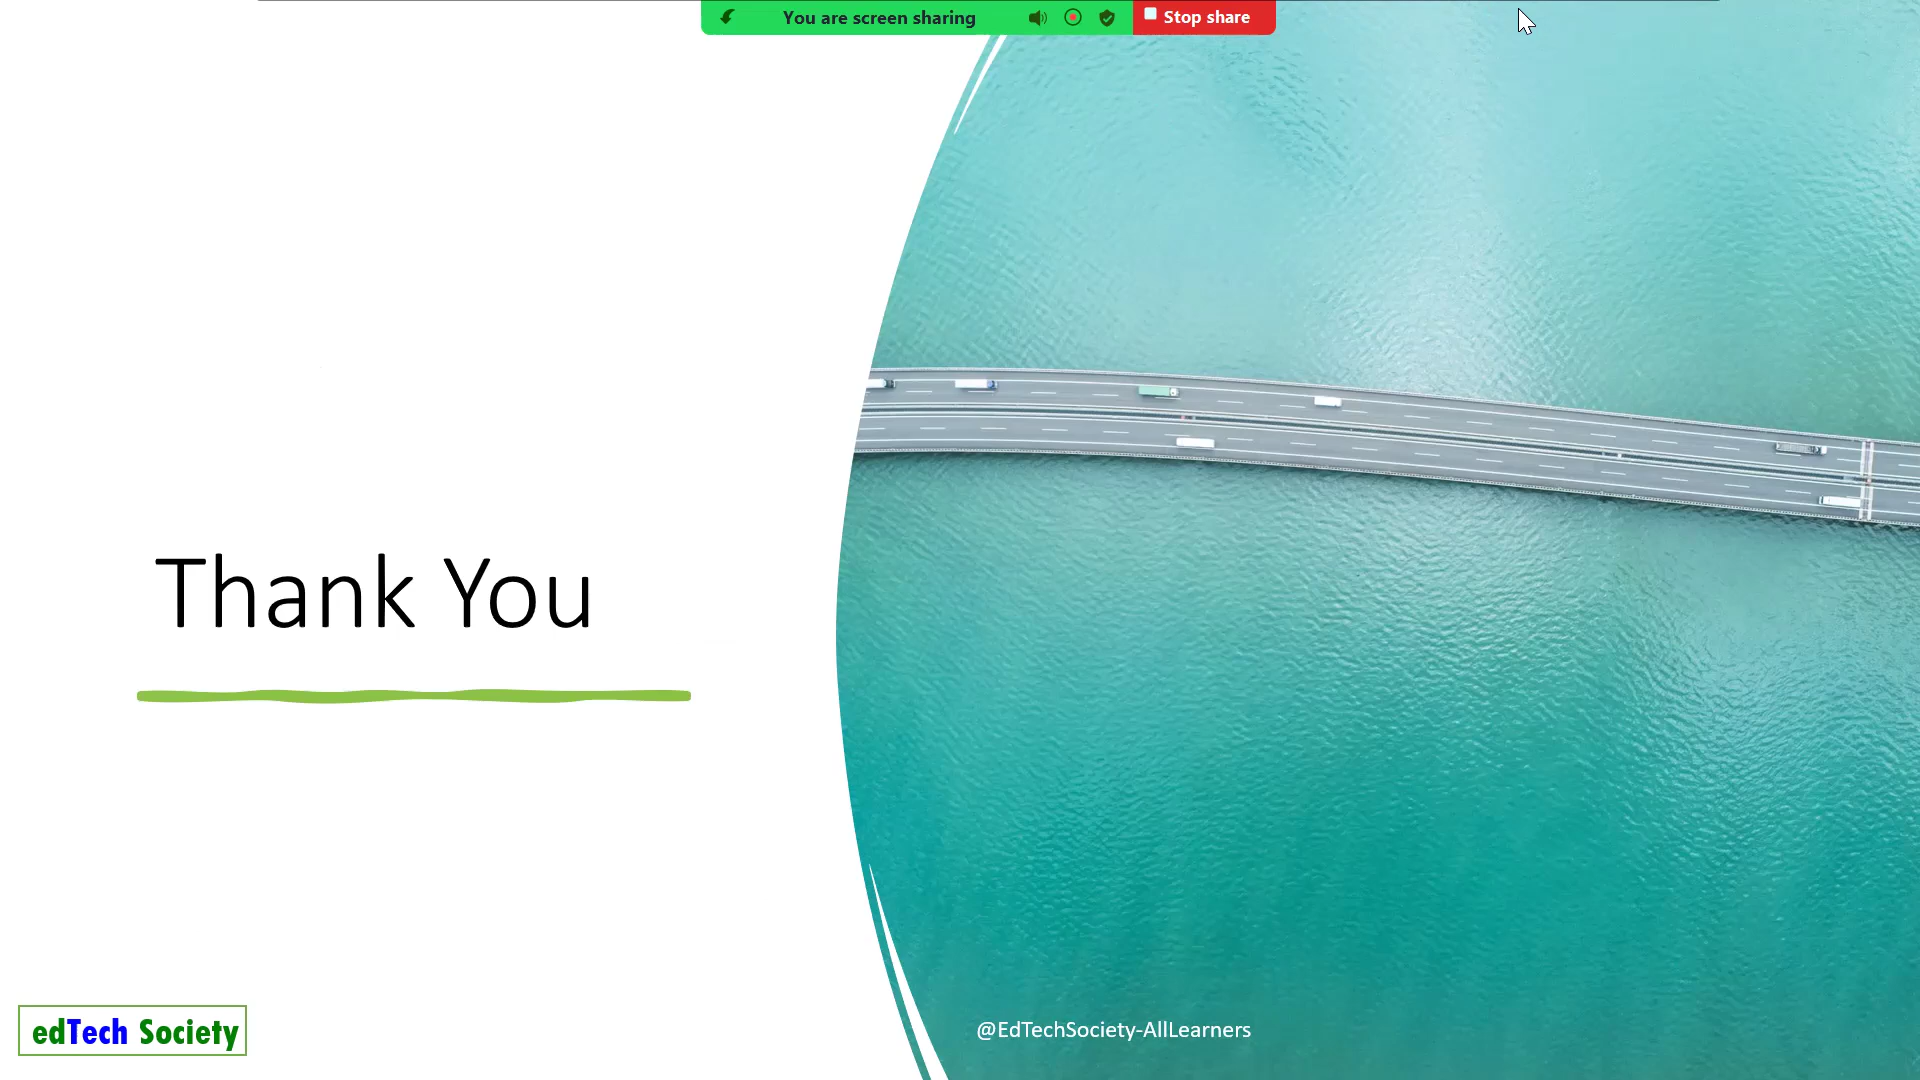 You are screen sharing
Stop share
Thank You
edTech Society
@EdTechSociety-AllLearners